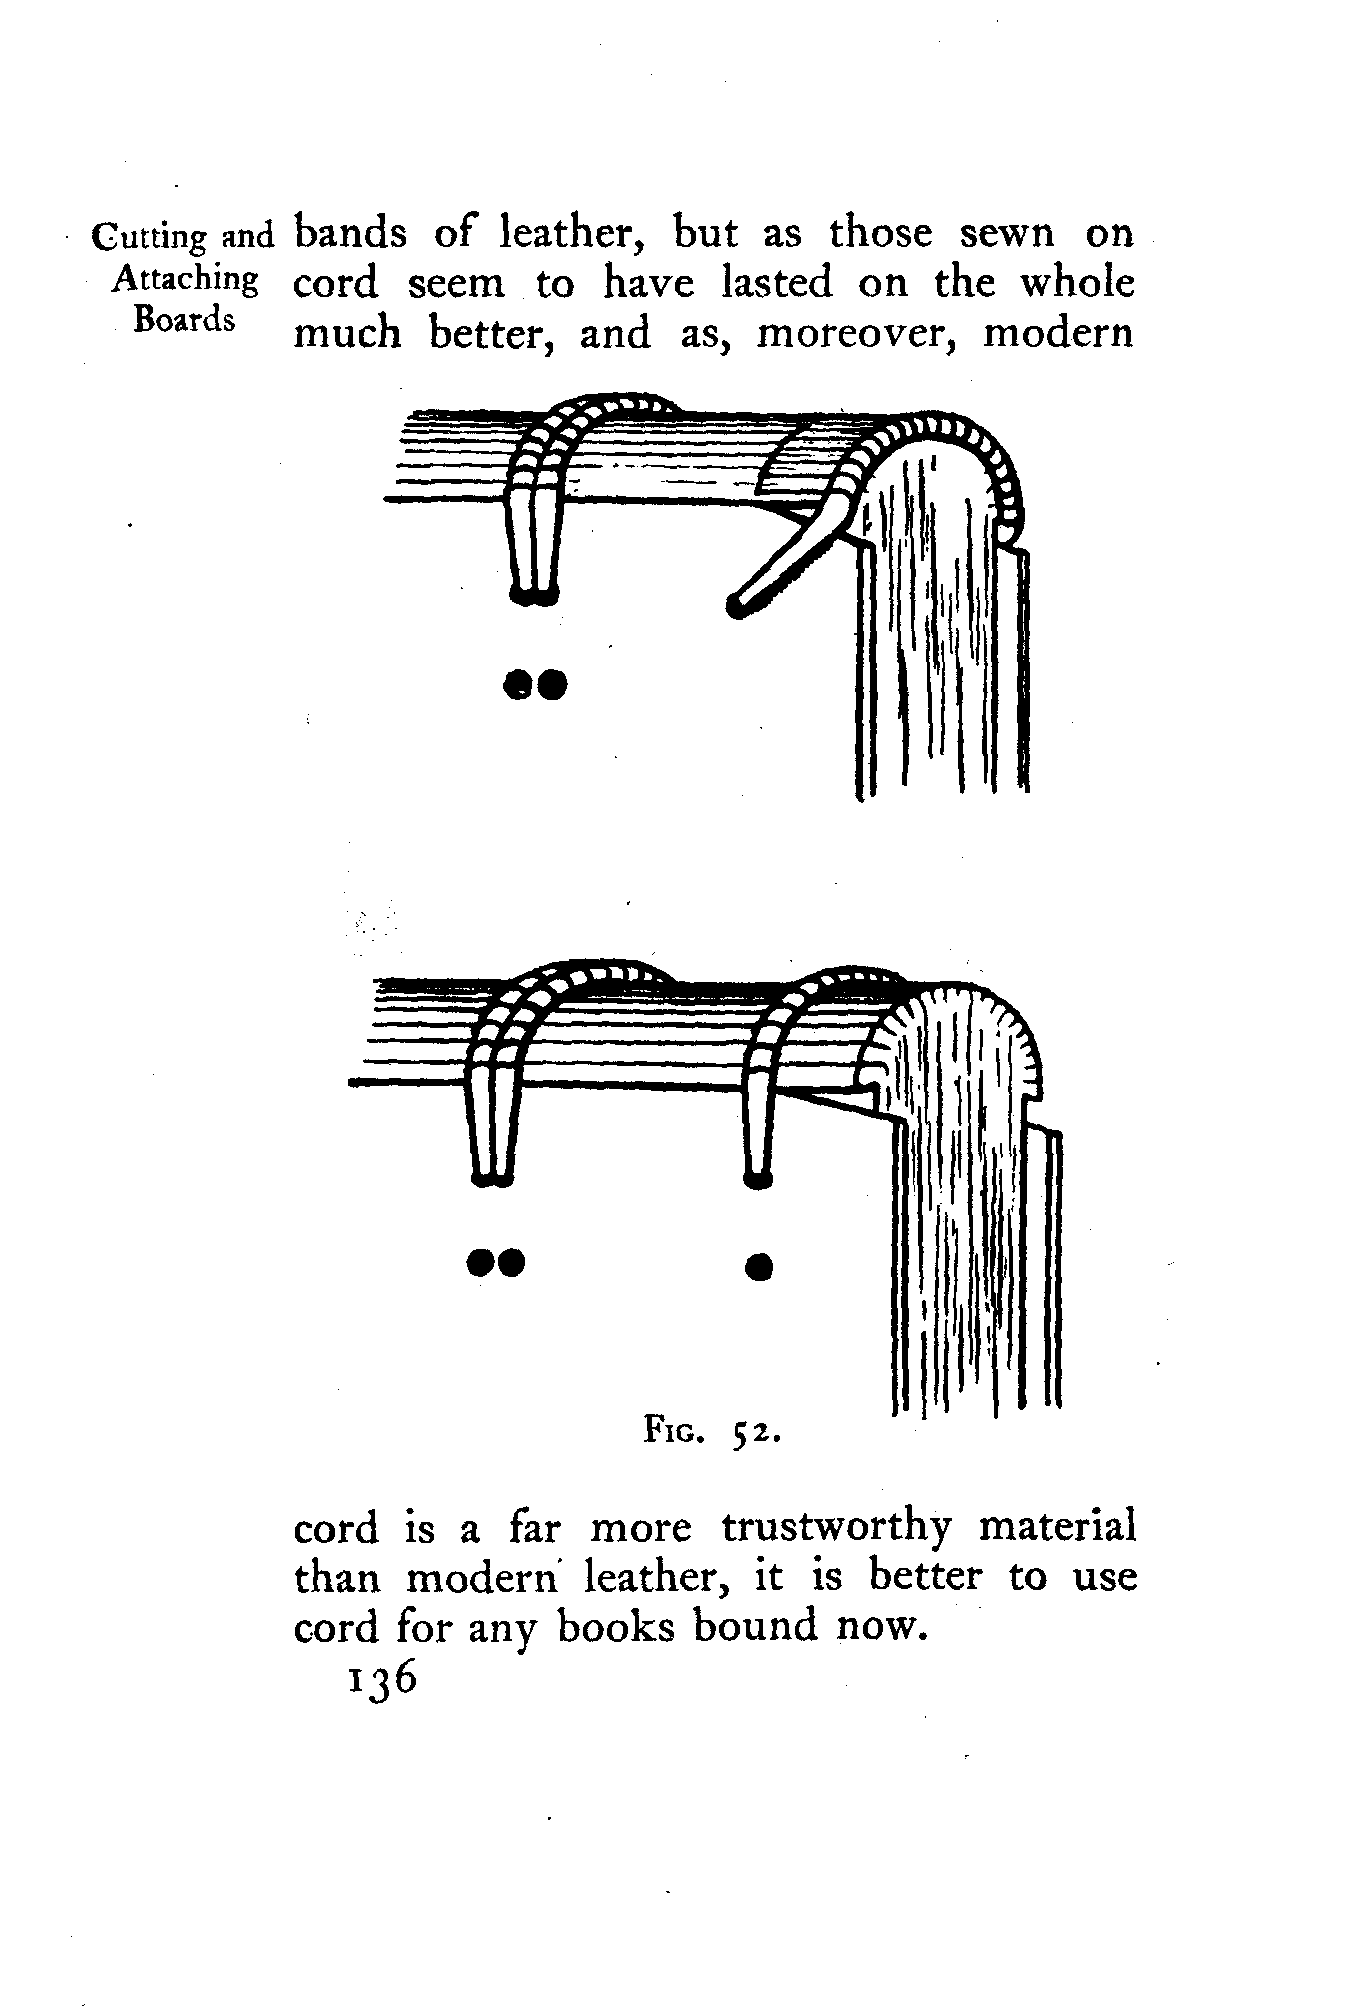 Cutting and
Attaching
Boards
bands of leather, but as those sewn on
cord seem to have lasted on the whole
much better, and as, moreover, modern
FIG. 52.
cord is a far more trustworthy material
than modern leather, it is better to use
cord for any books bound now.
136